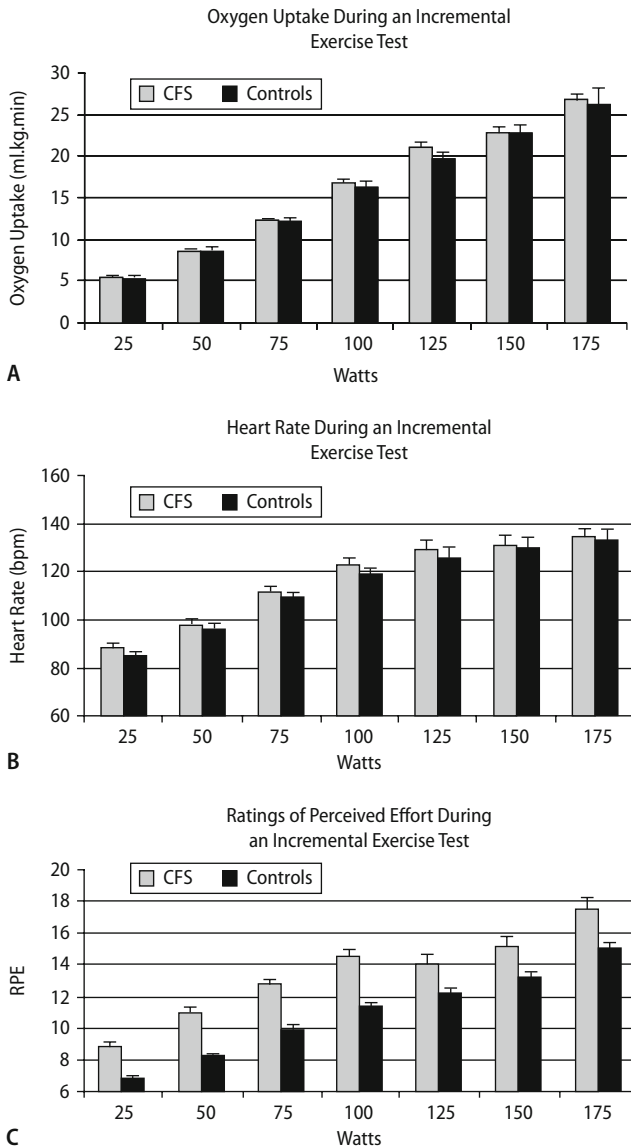 Oxygen Uptake During an Incremental
Exercise Test
30
25
20
15
10
5
0
Oxygen Uptake (ml.kg.min)
CFS Controls
25 50 75 100 125 150 175
A
Watts
Heart Rate During an Incremental
Exercise Test
160
140
120
100
80
60
Heart Rate (bpm)
CFS Controls
25 50 75 100 125 150 175
B
Watts
Ratings of Perceived Effort During
an Incremental Exercise Test
20
18
16
14
12
10
8
6
RPE
CFS Controls
25 50 75 100 125 150 175
C
Watts